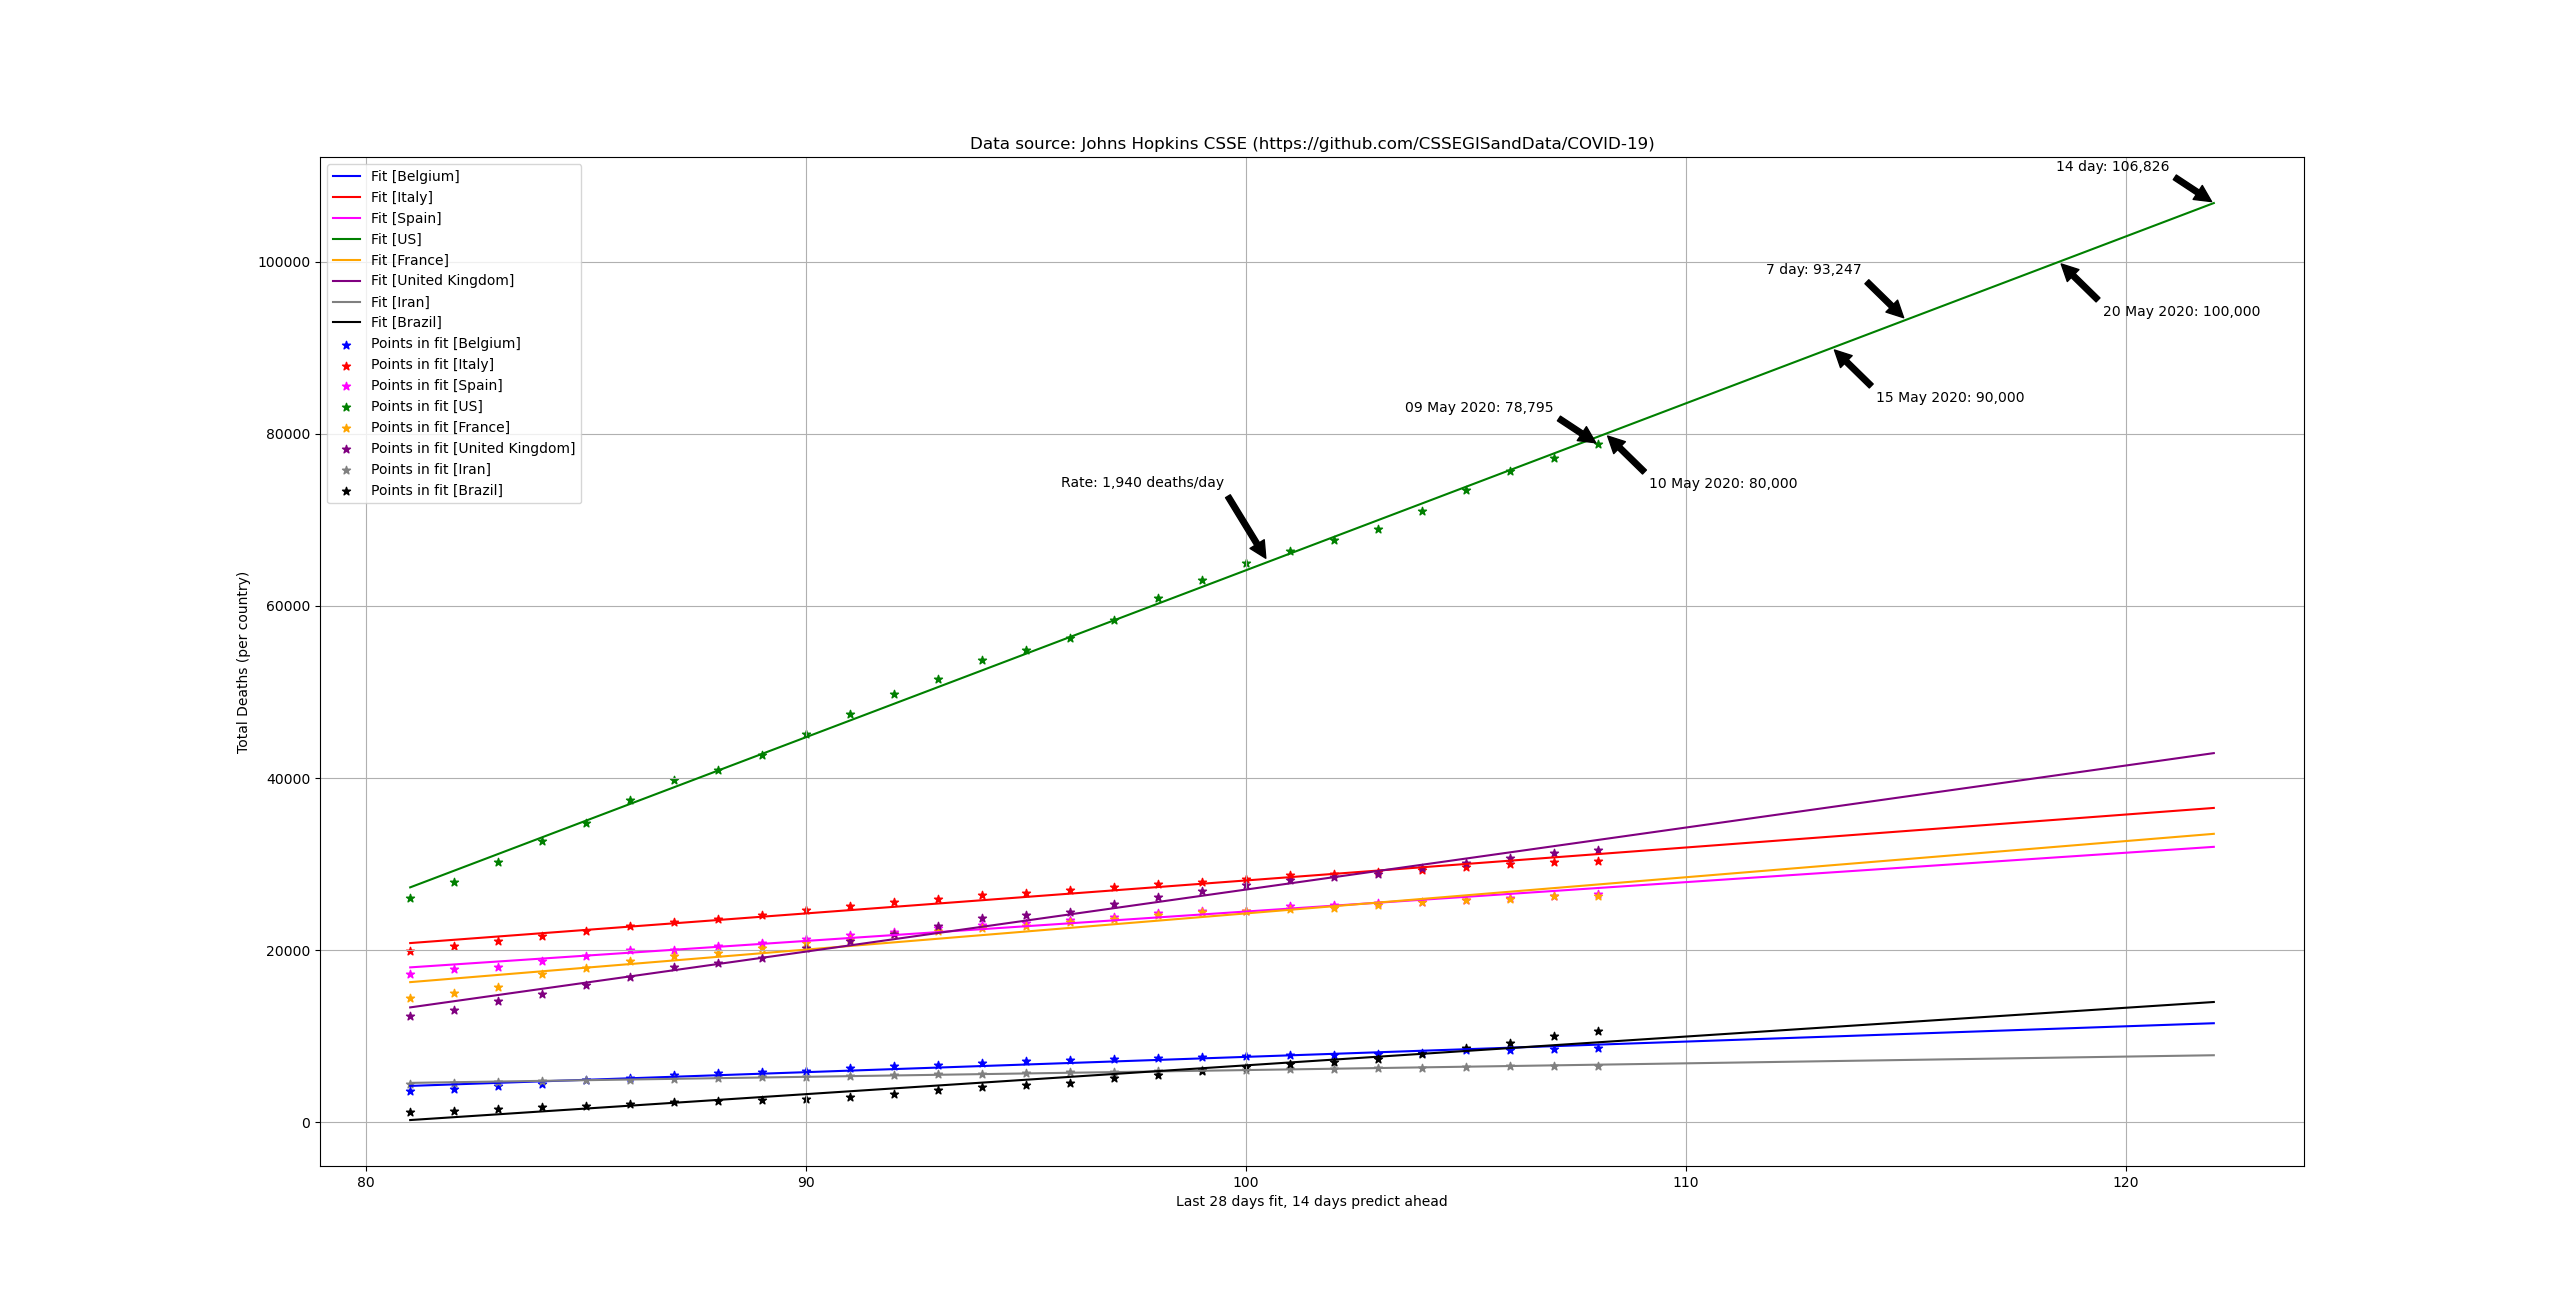 Data source: Johns Hopkins CSSE (https://github.com/CSSEGISandData/COVID-19)
Fit [Belgium]
Fit [Italy]
Fit [Spain]
Fit [US]
Fit [France]
Fit [United Kingdom]
Fit [Iran]
Fit [Brazil]
Points in fit [Belgium]
Points in fit [Italy]
Points in fit [Spain]
Points in fit [US]
Points in fit [France]
Points in fit [United Kingdom]
Points in fit [Iran]
Points in fit [Brazil]
14 day: 106,826
7 day: 93,247
20 May 2020: 100,000
15 May 2020: 90,000
09 May 2020: 78,795
10 May 2020: 80,000
Rate: 1,940 deaths/day
Total Deaths (per country)
100000
80000
60000
40000
20000
0
80
90
100
110
120
Last 28 days fit, 14 days predict ahead